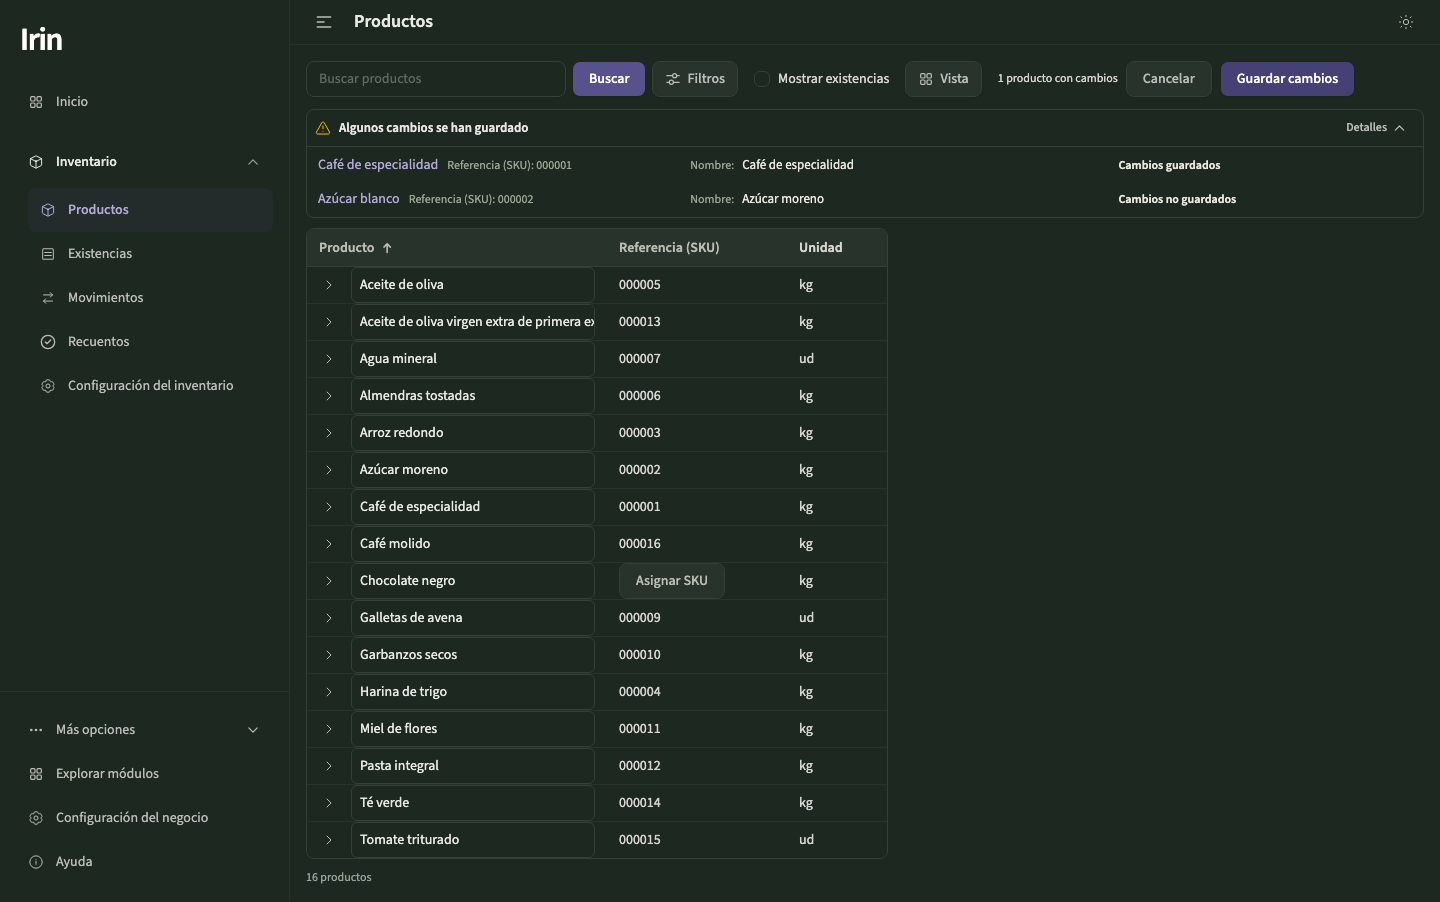 Irin
Productos
Inicio
Inventario
Productos
Existencias
Movimientos
Recuentos
Configuración del inventario
Más opciones
Explorar módulos
Configuración del negocio
Ayuda
Buscar productos Buscar Filtros Mostrar existencias Vista 1 producto con cambios Cancelar Guardar cambios
Algunos cambios se han guardado Detalles
Café de especialidad Referencia (SKU): 000001 Nombre: Café de especialidad Cambios guardados
Azúcar blanco Referencia (SKU): 000002 Nombre: Azúcar moreno Cambios no guardados
Producto Referencia (SKU) Unidad
Aceite de oliva 000005 kg
Aceite de oliva virgen extra de primera ex 000013 kg
Agua mineral 000007 ud
Almendras tostadas 000006 kg
Arroz redondo 000003 kg
Azúcar moreno 000002 kg
Café de especialidad 000001 kg
Café molido 000016 kg
Chocolate negro Asignar SKU kg
Galletas de avena 000009 ud
Garbanzos secos 000010 kg
Harina de trigo 000004 kg
Miel de flores 000011 kg
Pasta integral 000012 kg
Té verde 000014 kg
Tomate triturado 000015 ud
16 productos